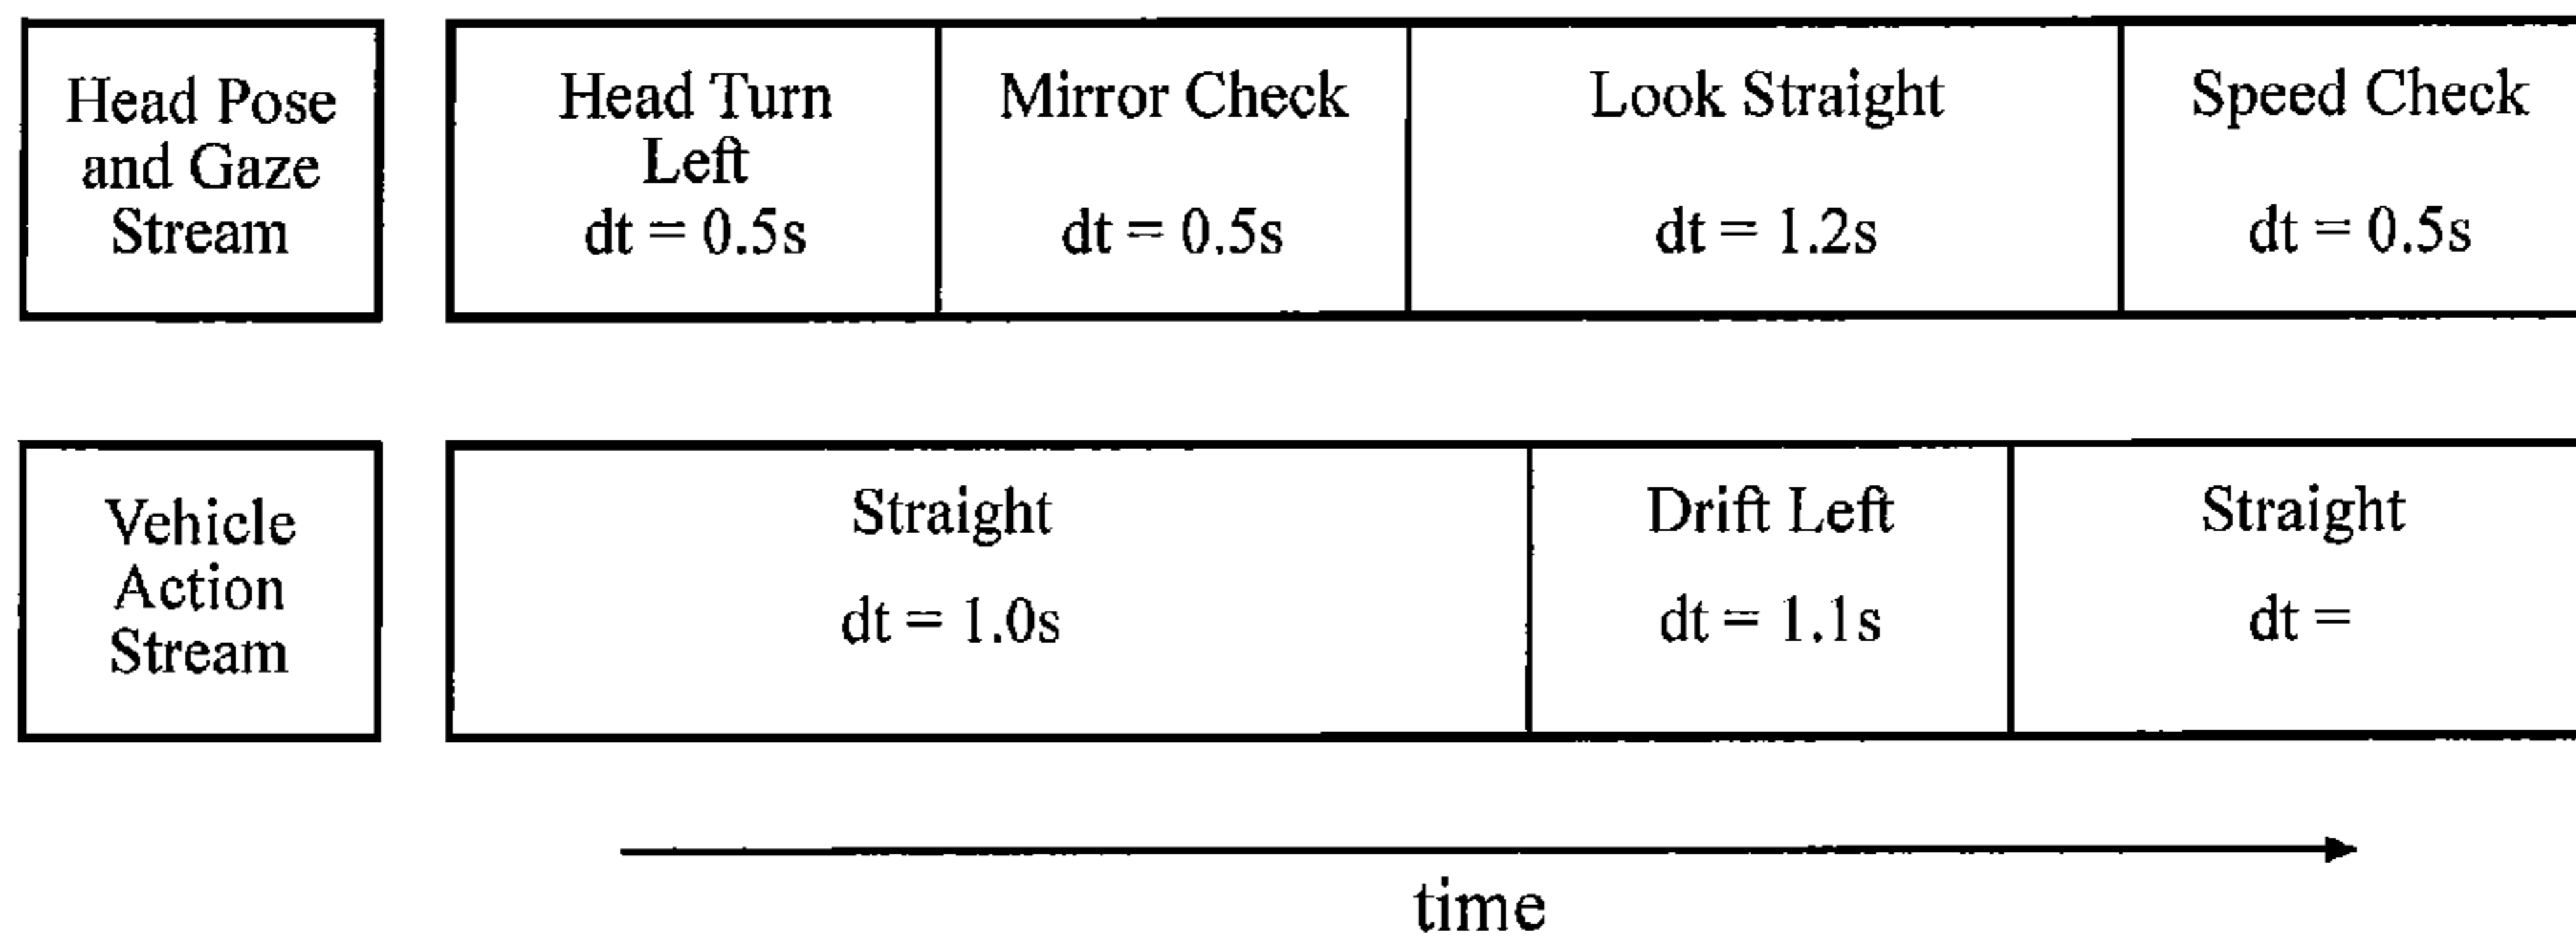 Head Pose
and Gaze
Stream
Head Turn
Left
dt = 0.5s
Mirror Check
dt = 0.5s
Look Straight
dt = 1.2s
Speed Check
dt = 0.5s
Vehicle
Action
Stream
Straight
dt = 1.0s
Drift Left
dt = 1.1s
Straight
dt =
time